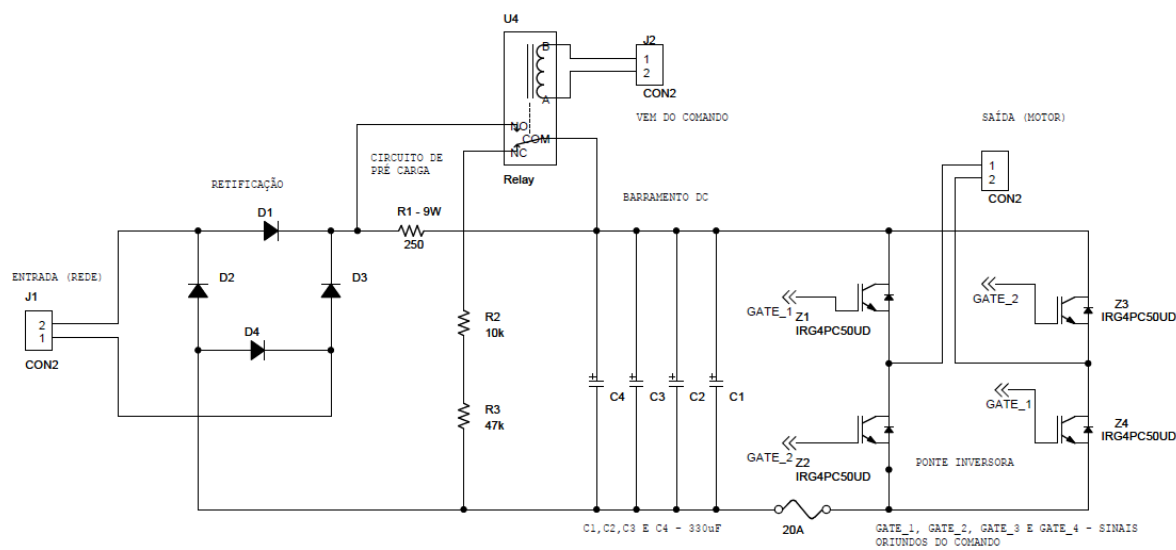 U4
J2
B
1
2
A
CON2
VEM DO COMANDO
NO
COM
NC
Relay
SAÍDA (MOTOR)
1
2
CON2
CIRCUITO DE
PRÉ CARGA
RETIFICAÇÃO
BARRAMENTO DC
D1
R1 - 9W
250
ENTRADA (REDE)
J1
2
1
CON2
D2
D3
D4
R2
10k
R3
47k
C4
C3
C2
C1
GATE_1
Z1
IRG4PC50UD
GATE_2
Z3
IRG4PC50UD
GATE_1
Z4
IRG4PC50UD
GATE_2
Z2
IRG4PC50UD
PONTE INVERSORA
C1,C2,C3 E C4 - 330uF
20A
GATE_1, GATE_2, GATE_3 E GATE_4 - SINAIS
ORIUNDOS DO COMANDO